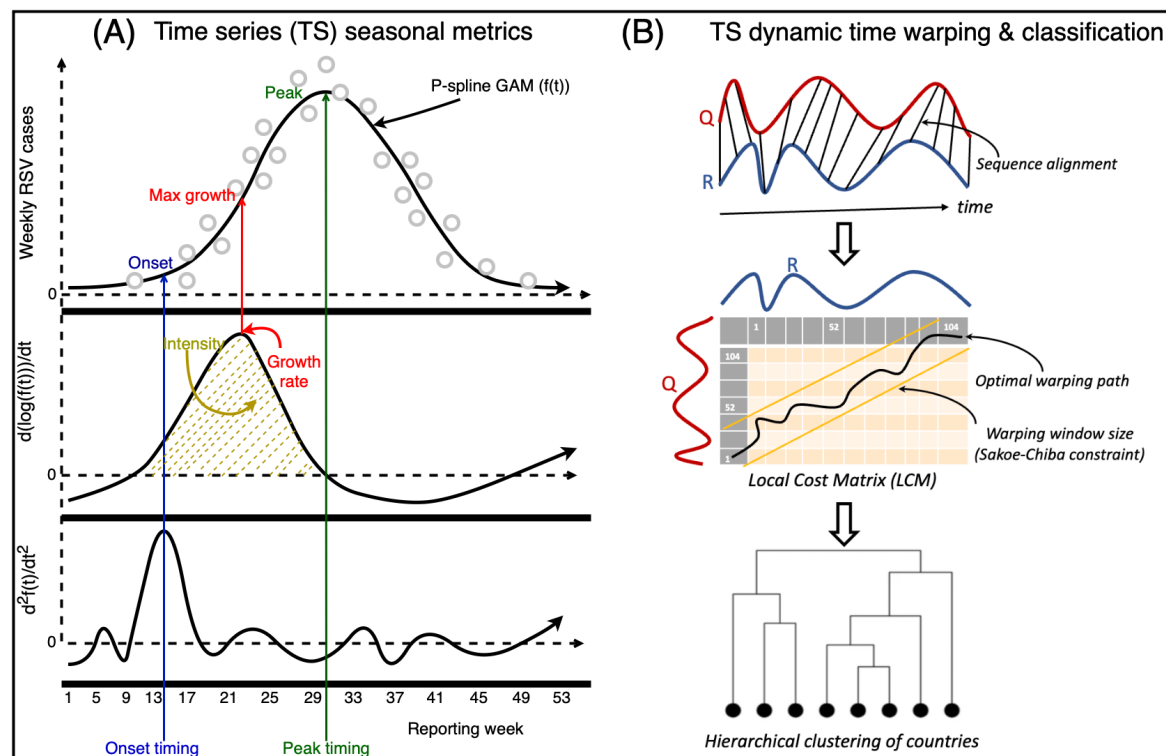 (A) Time series (TS) seasonal metrics
Weekly RSV cases
Peak
P-spline GAM (f(t))
Max growth
Onset
0
d(log(f(t)))/dt
Intensity
Growth
rate
0
d²f(t)/dt²
0
1 5 9 13 17 21 25 29 33 37 41 45 49 53
Reporting week
Onset timing
Peak timing
(B) TS dynamic time warping & classification
Q
R
Sequence alignment
time
R
Q
1 52 104
104
52
1
Optimal warping path
Warping window size
(Sakoe-Chiba constraint)
Local Cost Matrix (LCM)
Hierarchical clustering of countries